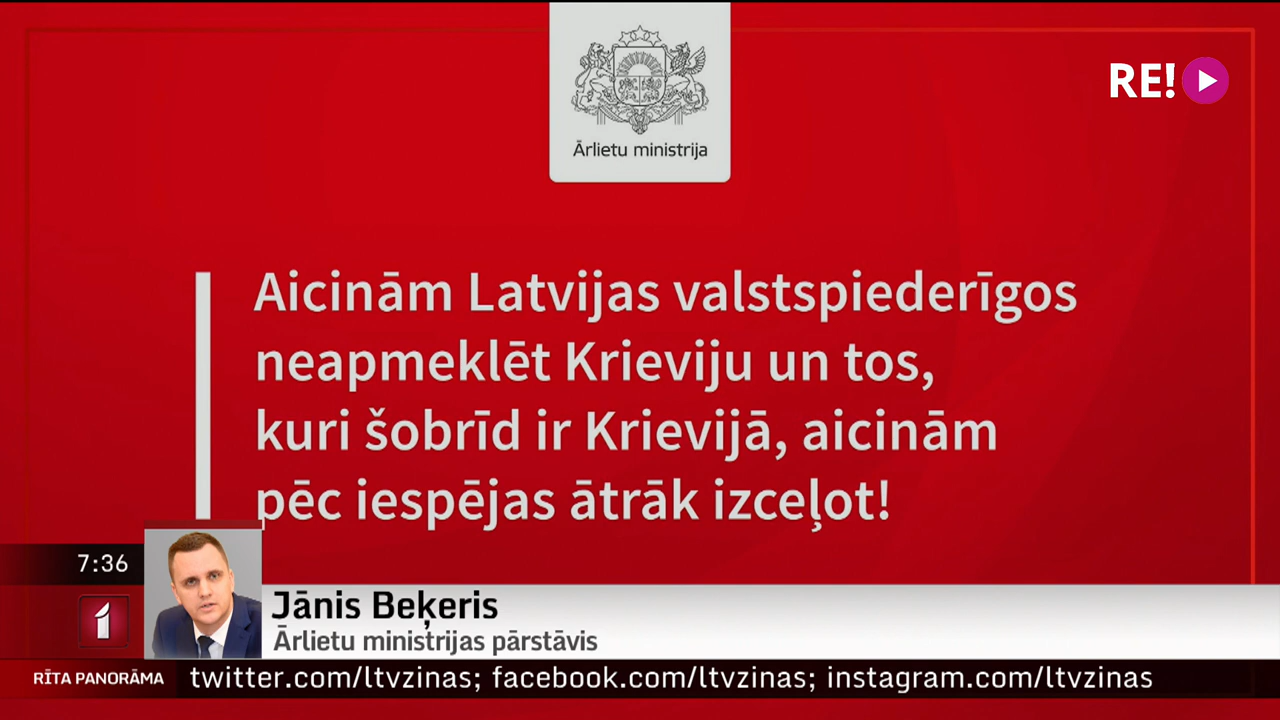 Ārlietu ministrija
RE!
Aicinām Latvijas valstspiederīgos
neapmeklēt Krieviju un tos,
kuri šobrīd ir Krievijā, aicinām
pēc iespējas ātrāk izceļot!
7:36
1
Jānis Beķeris
Ārlietu ministrijas pārstāvis
RĪTA PANORĀMA twitter.com/ltvzinas; facebook.com/ltvzinas; instagram.com/ltvzinas